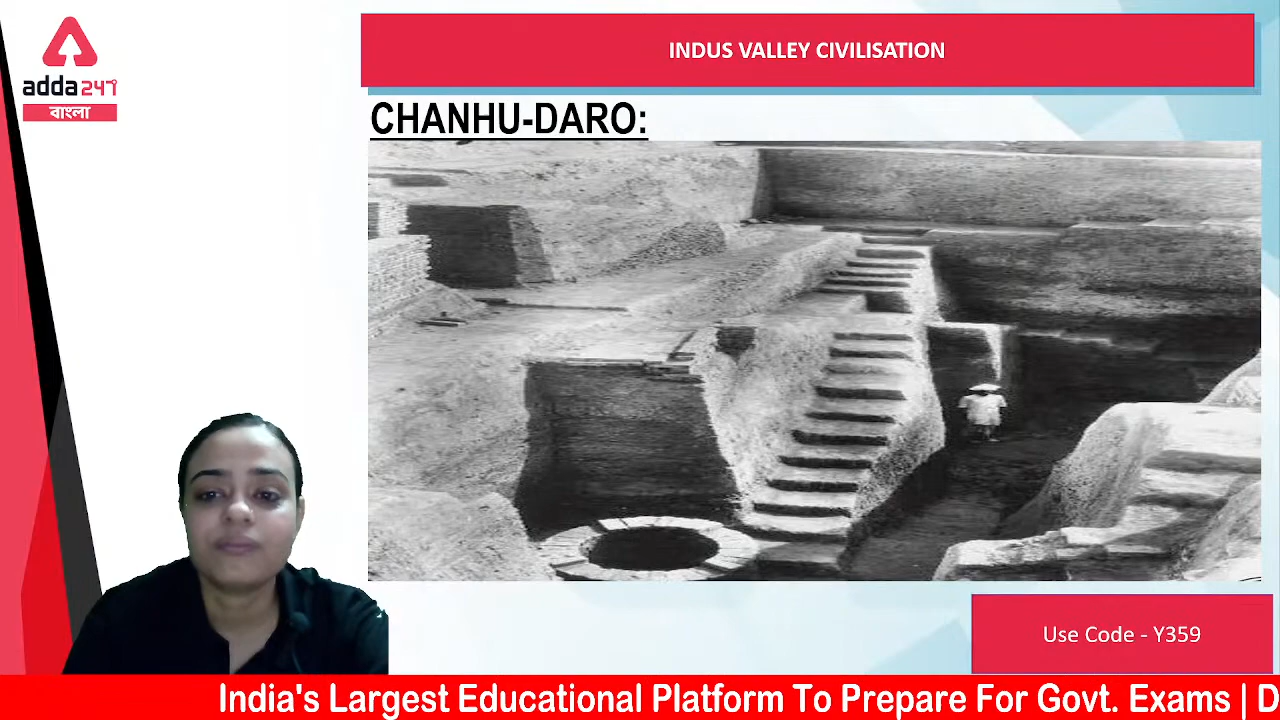 adda247
বাংলা
INDUS VALLEY CIVILISATION
CHANHU-DARO:
Use Code - Y359
India's Largest Educational Platform To Prepare For Govt. Exams | D